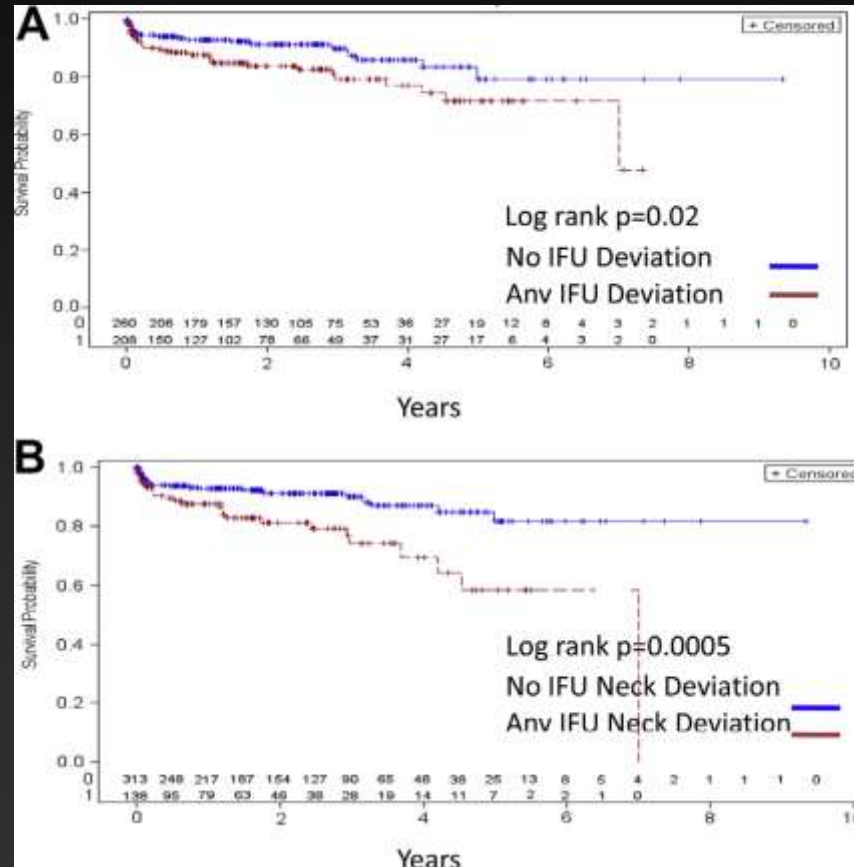 A
1.0
+ Censored
0.8
0.6
0.4
0.2
0.0
Survival Probability
Log rank p=0.02
No IFU Deviation
Any IFU Deviation
0 260 206 179 157 130 105 75 53 36 27 19 12 8 4 3 2 1 1 1 0
1 208 150 127 102 78 66 49 37 31 27 17 6 4 3 2 0
0 2 4 6 8 10
Years
B
1.0
+ Censored
0.8
0.6
0.4
0.2
0.0
Survival Probability
Log rank p=0.0005
No IFU Neck Deviation
Any IFU Neck Deviation
0 313 248 217 187 154 127 90 65 48 38 25 13 8 5 4 2 1 1 1 0
1 138 95 79 63 46 38 28 19 14 11 7 2 2 1 0
0 2 4 6 8 10
Years